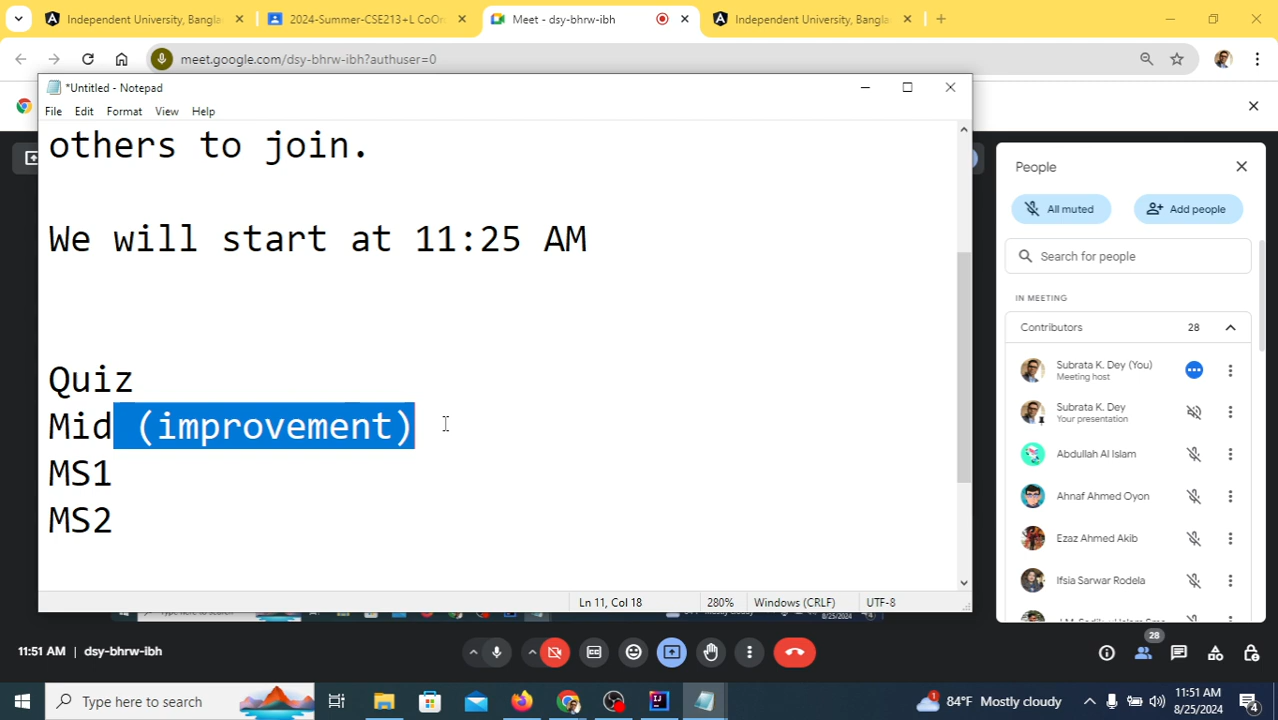 Independent University, Bangla
2024-Summer-CSE213+L CoOn
Meet - dsy-bhrw-ibh
Independent University, Bangla
meet.google.com/dsy-bhrw-ibh?authuser=0
*Untitled - Notepad
File Edit Format View Help
others to join.
We will start at 11:25 AM
Quiz
Mid (improvement)
MS1
MS2
Ln 11, Col 18
280%
Windows (CRLF)
UTF-8
People
All muted
Add people
Search for people
IN MEETING
Contributors
28
Subrata K. Dey (You)
Meeting host
Subrata K. Dey
Your presentation
Abdullah Al Islam
Ahnaf Ahmed Oyon
Ezaz Ahmed Akib
Ifsia Sarwar Rodela
11:51 AM | dsy-bhrw-ibh
28
Type here to search
1
84°F Mostly cloudy
11:51 AM
8/25/2024
4